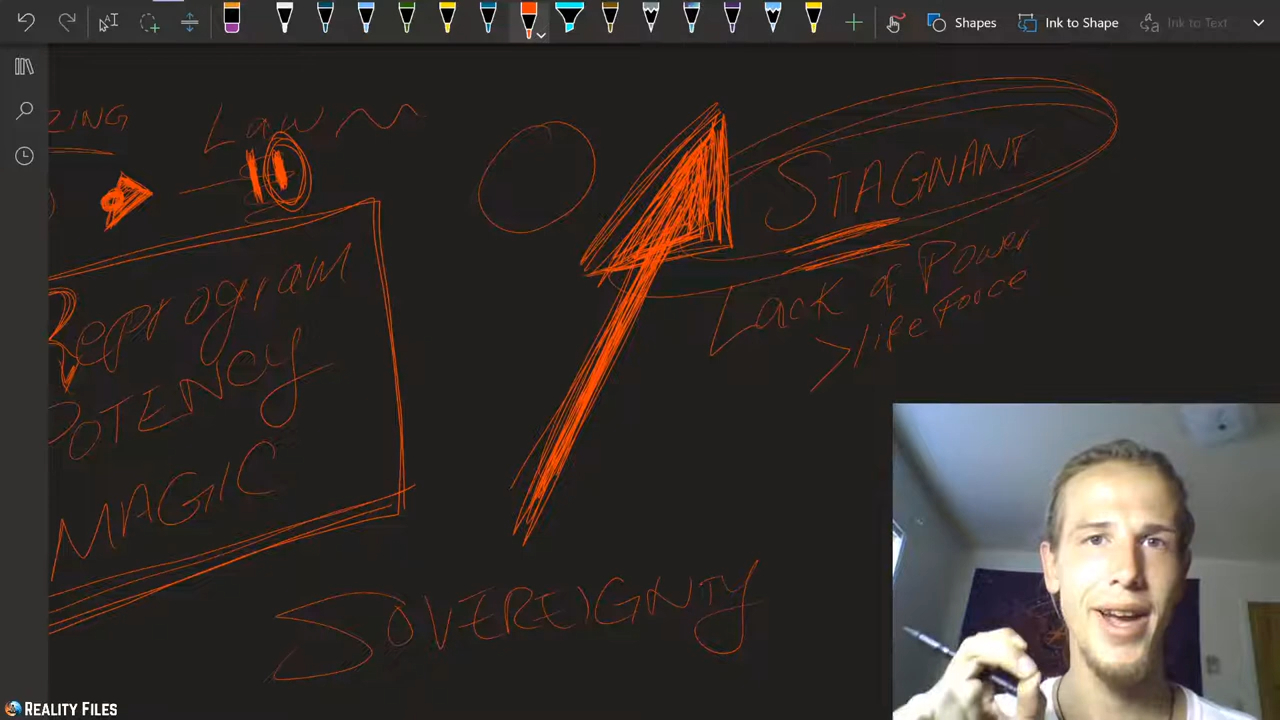 Shapes
Ink to Shape
Ink to Text
ZING
Law
STAGNANT
Lack of Power
>life Force
Reprogram
POTENCY
MAGIC
SOVEREIGNTY
REALITY FILES